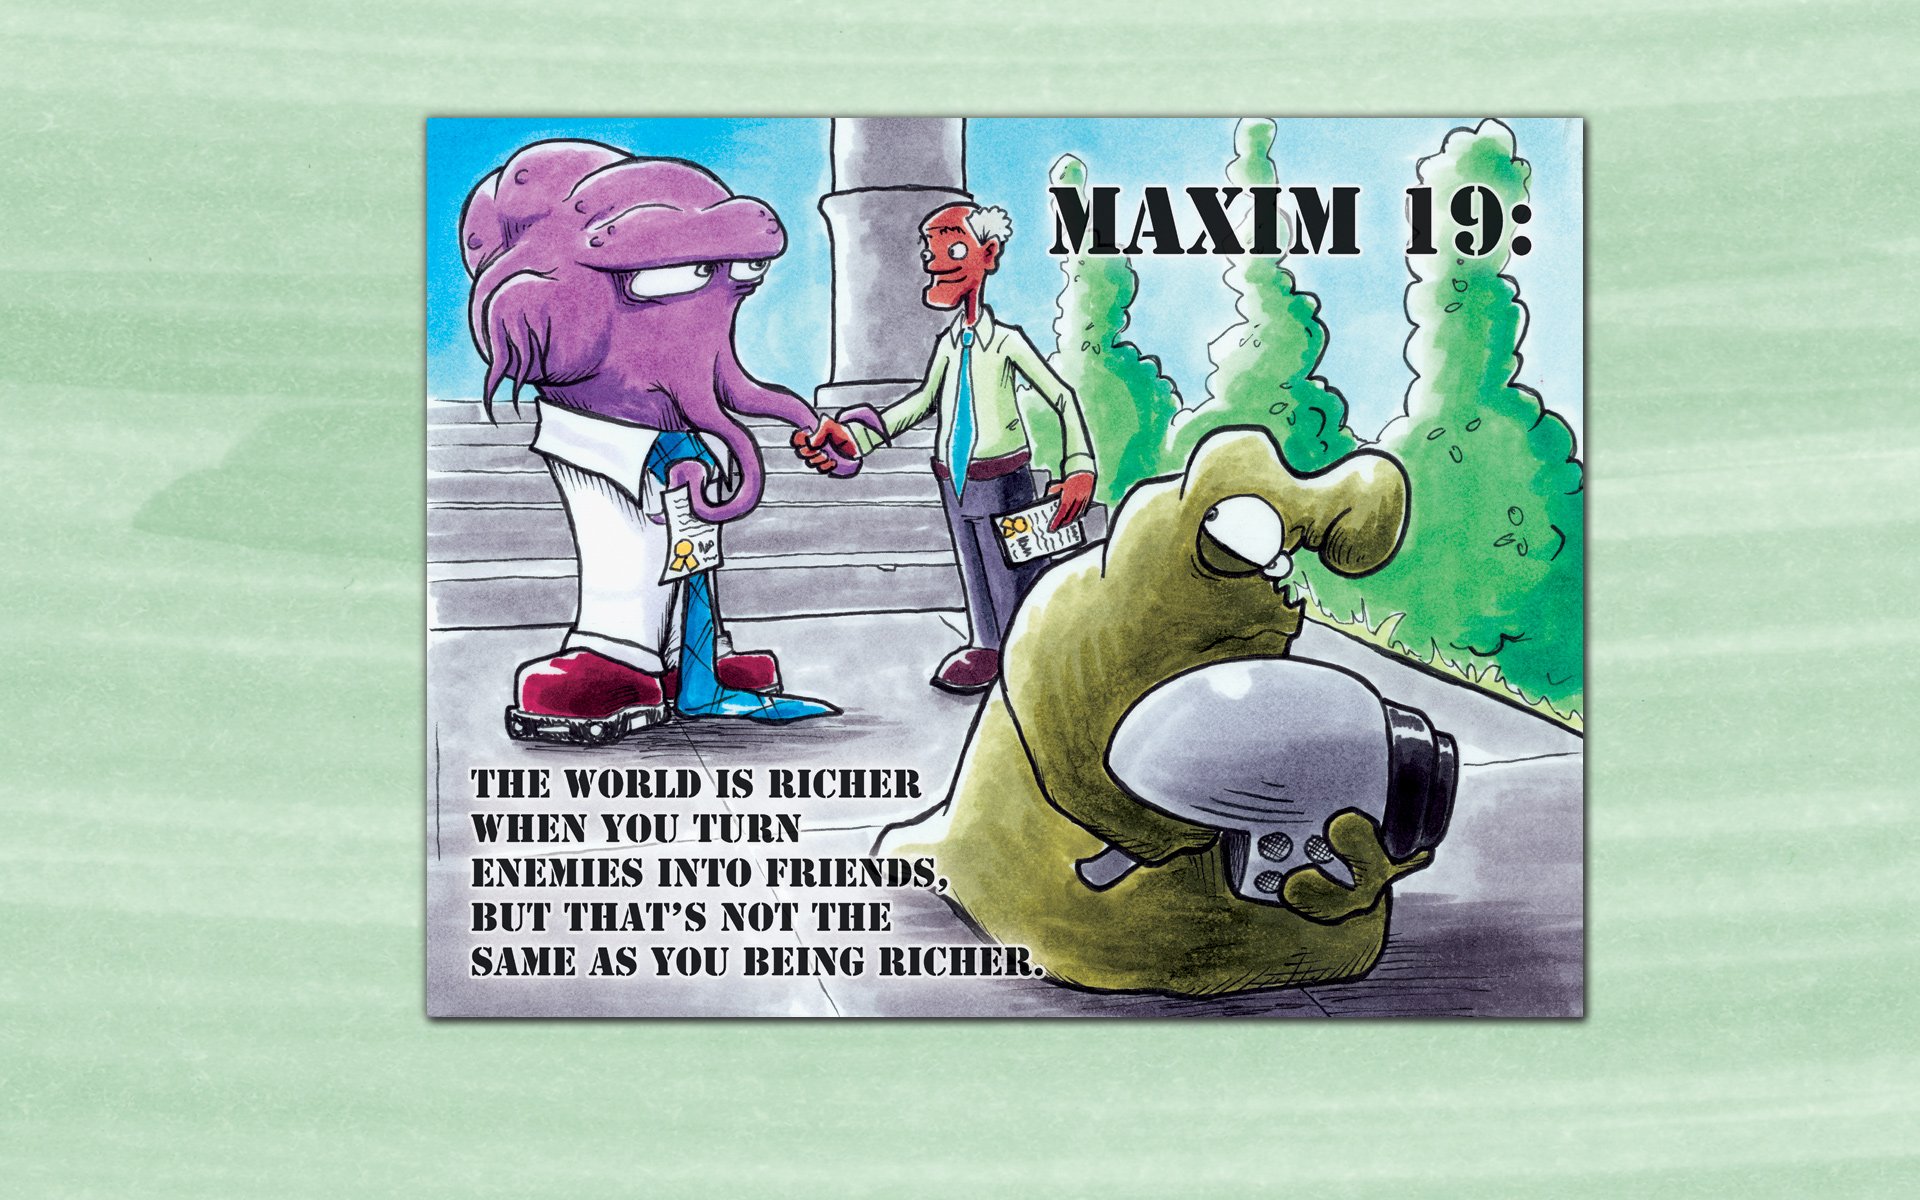 MAXIM 19:
THE WORLD IS RICHER
WHEN YOU TURN
ENEMIES INTO FRIENDS,
BUT THAT'S NOT THE
SAME AS YOU BEING RICHER.